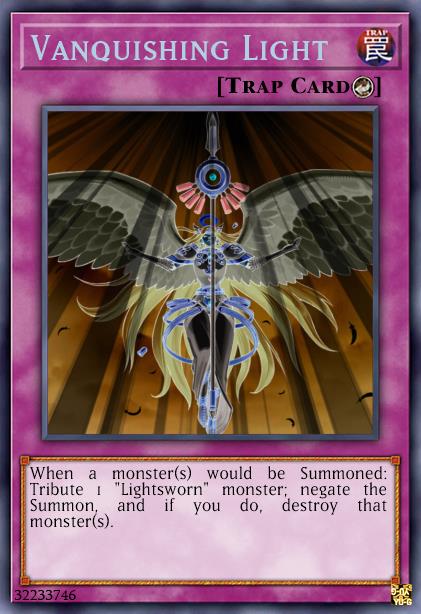 Vanquishing Light
TRAP
罠
[Trap Card]
When a monster(s) would be Summoned:
Tribute 1 "Lightsworn" monster; negate the
Summon, and if you do, destroy that
monster(s).
32233746